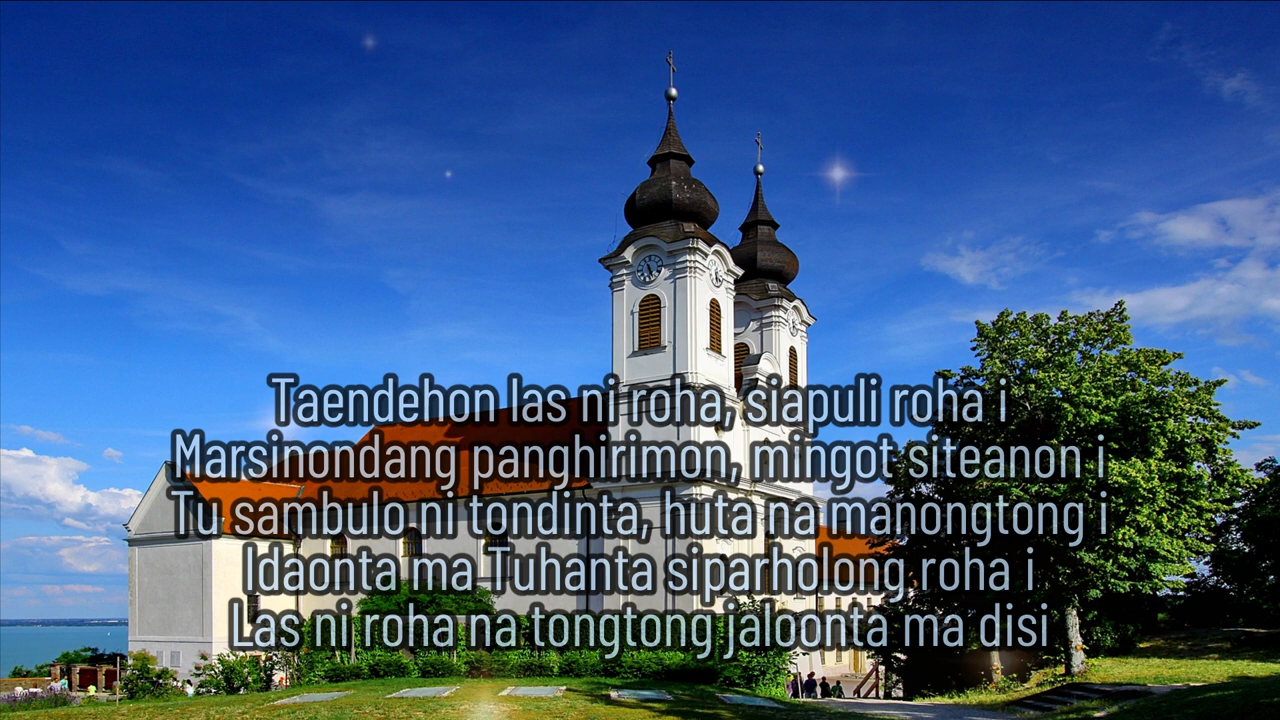 Taendehon las ni roha, siapuli roha i
Marsinondang panghirimon, mingot siteanon i
Tu sambulo ni tondinta, huta na manongtong i
Idaonta ma Tuhanta siparholong roha i
Las ni roha na tongtong jaloonta ma disi